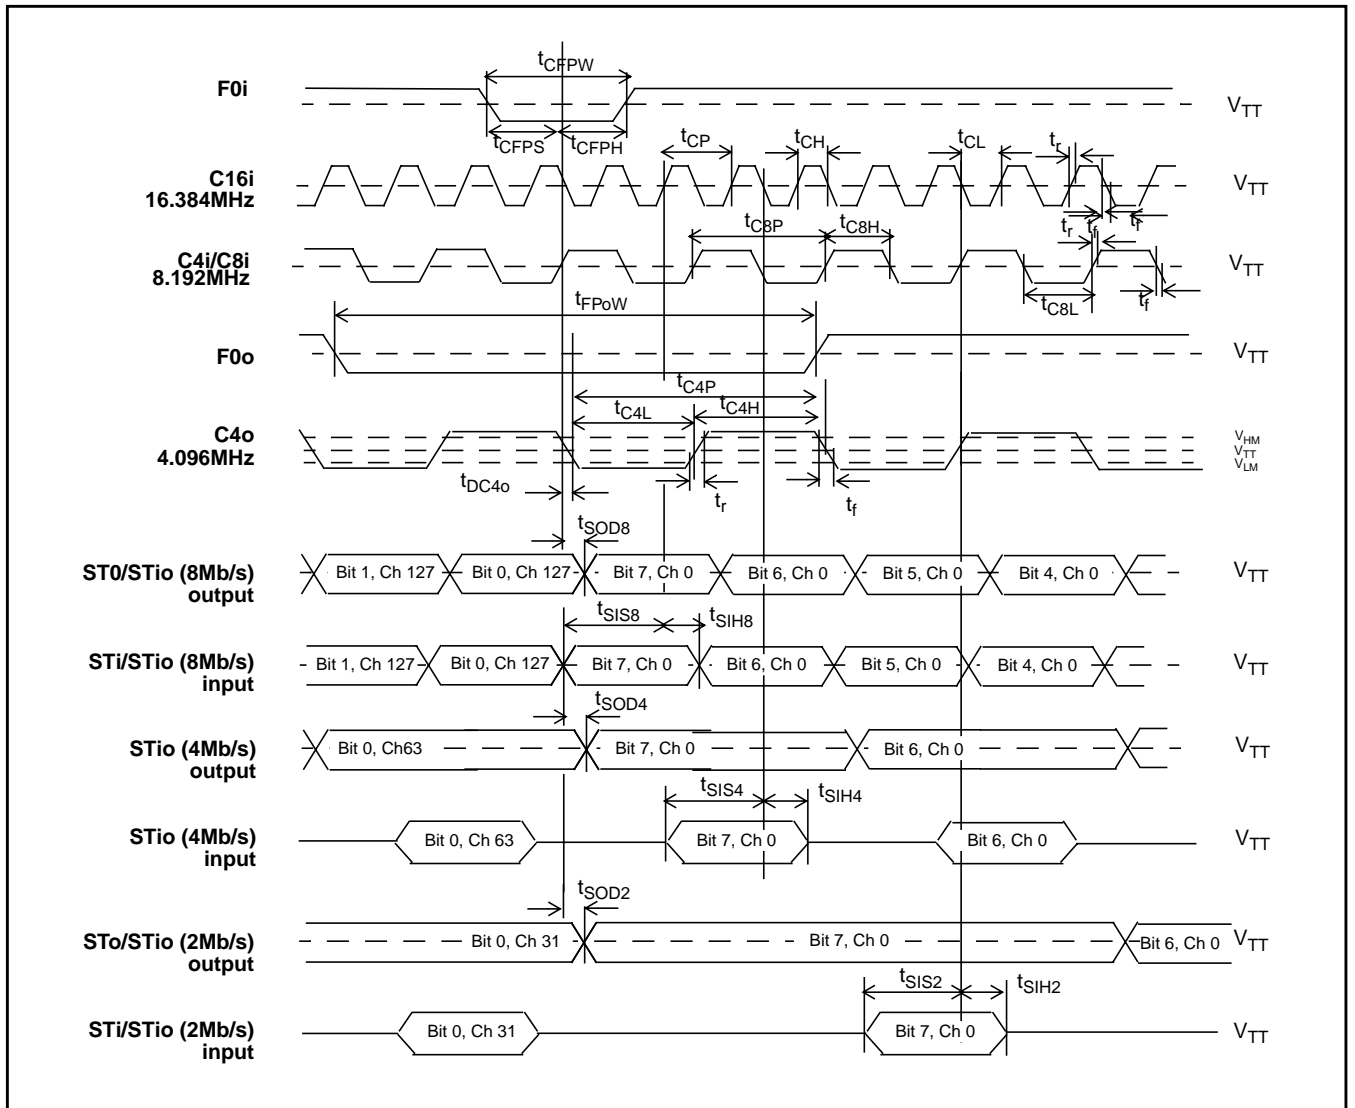 tCFPW
F0i
VTT
tCFPS tCFPH tCP tCH tCL tr
C16i
16.384MHz
VTT
tC8P tC8H tr tf tf
C4i/C8i
8.192MHz
VTT
tFPoW tC8L tf
F0o
VTT
tC4P
tC4L tC4H
C4o
4.096MHz
VHM
VTT
VLM
tDC4o tr tf
tSOD8
ST0/STio (8Mb/s)
output
Bit 1, Ch 127 Bit 0, Ch 127 Bit 7, Ch 0 Bit 6, Ch 0 Bit 5, Ch 0 Bit 4, Ch 0 VTT
tSIS8 tSIH8
STi/STio (8Mb/s)
input
Bit 1, Ch 127 Bit 0, Ch 127 Bit 7, Ch 0 Bit 6, Ch 0 Bit 5, Ch 0 Bit 4, Ch 0 VTT
tSOD4
STio (4Mb/s)
output
Bit 0, Ch63 Bit 7, Ch 0 Bit 6, Ch 0 VTT
tSIS4 tSIH4
STio (4Mb/s)
input
Bit 0, Ch 63 Bit 7, Ch 0 Bit 6, Ch 0 VTT
tSOD2
STo/STio (2Mb/s)
output
Bit 0, Ch 31 Bit 7, Ch 0 Bit 6, Ch 0 VTT
tSIS2 tSIH2
STi/STio (2Mb/s)
input
Bit 0, Ch 31 Bit 7, Ch 0 VTT